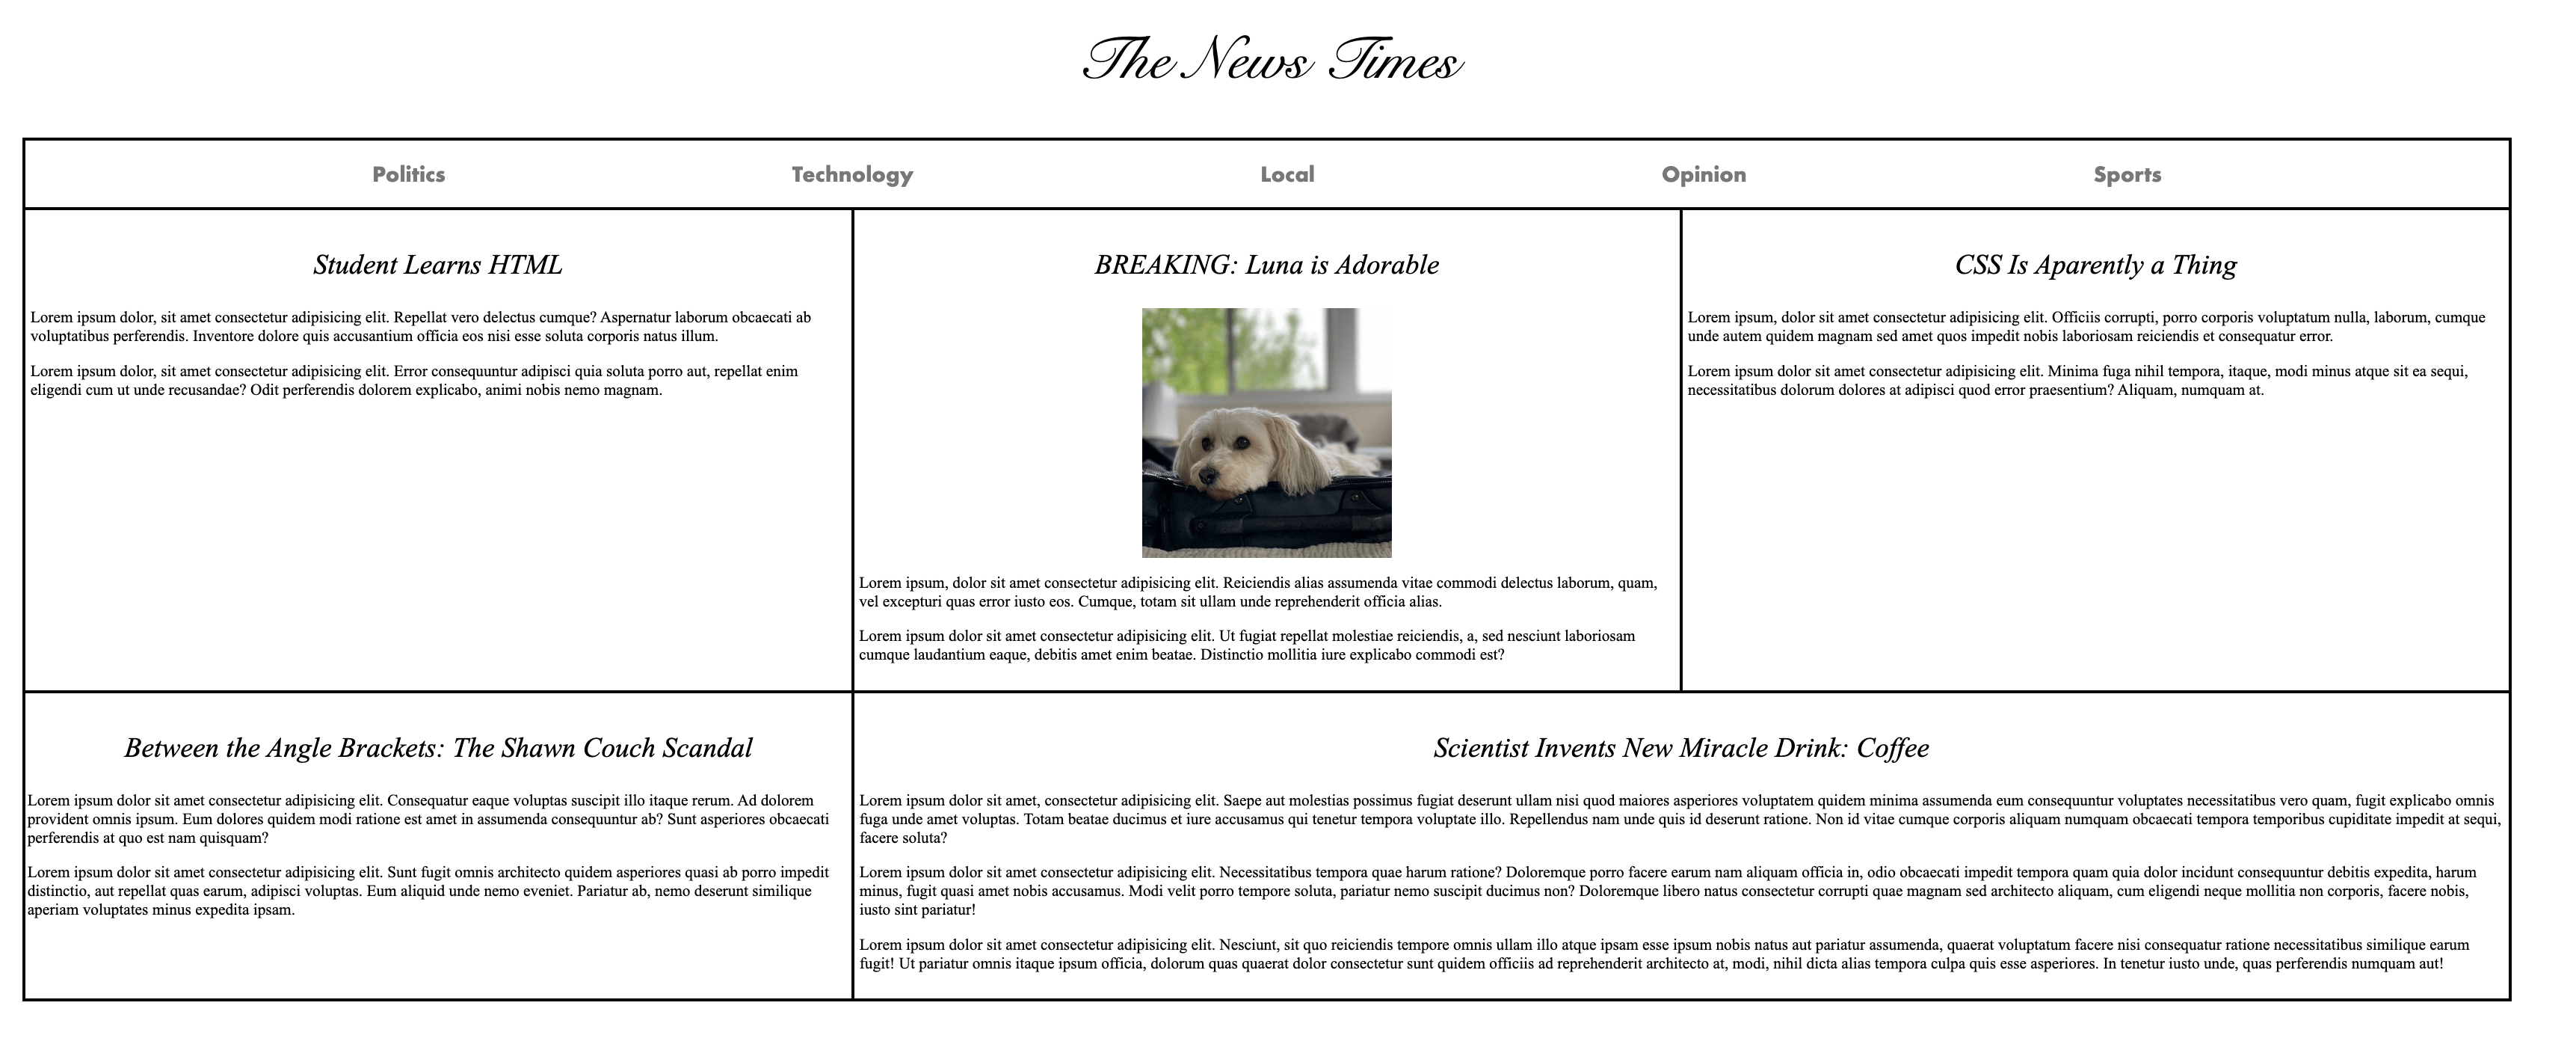 The News Times
Politics
Technology
Local
Opinion
Sports
Student Learns HTML
Lorem ipsum dolor, sit amet consectetur adipisicing elit. Repellat vero delectus cumque? Aspernatur laborum obcaecati ab
voluptatibus perferendis. Inventore dolore quis accusantium officia eos nisi esse soluta corporis natus illum.
Lorem ipsum dolor, sit amet consectetur adipisicing elit. Error consequuntur adipisci quia soluta porro aut, repellat enim
eligendi cum ut unde recusandae? Odit perferendis dolorem explicabo, animi nobis nemo magnam.
BREAKING: Luna is Adorable
Lorem ipsum, dolor sit amet consectetur adipisicing elit. Reiciendis alias assumenda vitae commodi delectus laborum, quam,
vel excepturi quas error iusto eos. Cumque, totam sit ullam unde reprehenderit officia alias.
Lorem ipsum dolor sit amet consectetur adipisicing elit. Ut fugiat repellat molestiae reiciendis, a, sed nesciunt laboriosam
cumque laudantium eaque, debitis amet enim beatae. Distinctio mollitia iure explicabo commodi est?
CSS Is Aparently a Thing
Lorem ipsum, dolor sit amet consectetur adipisicing elit. Officiis corrupti, porro corporis voluptatum nulla, laborum, cumque
unde autem quidem magnam sed amet quos impedit nobis laboriosam reiciendis et consequatur error.
Lorem ipsum dolor sit amet consectetur adipisicing elit. Minima fuga nihil tempora, itaque, modi minus atque sit ea sequi,
necessitatibus dolorum dolores at adipisci quod error praesentium? Aliquam, numquam at.
Between the Angle Brackets: The Shawn Couch Scandal
Lorem ipsum dolor sit amet consectetur adipisicing elit. Consequatur eaque voluptas suscipit illo itaque rerum. Ad dolorem
provident omnis ipsum. Eum dolores quidem modi ratione est amet in assumenda consequuntur ab? Sunt asperiores obcaecati
perferendis at quo est nam quisquam?
Lorem ipsum dolor sit amet consectetur adipisicing elit. Sunt fugit omnis architecto quidem asperiores quasi ab porro impedit
distinctio, aut repellat quas earum, adipisci voluptas. Eum aliquid unde nemo eveniet. Pariatur ab, nemo deserunt similique
aperiam voluptates minus expedita ipsam.
Scientist Invents New Miracle Drink: Coffee
Lorem ipsum dolor sit amet, consectetur adipisicing elit. Saepe aut molestias possimus fugiat deserunt ullam nisi quod maiores asperiores voluptatem quidem minima assumenda eum consequuntur voluptates necessitatibus vero quam, fugit explicabo omnis
fuga unde amet voluptas. Totam beatae ducimus et iure accusamus qui tenetur tempora voluptate illo. Repellendus nam unde quis id deserunt ratione. Non id vitae cumque corporis aliquam numquam obcaecati tempora temporibus cupiditate impedit at sequi,
facere soluta?
Lorem ipsum dolor sit amet consectetur adipisicing elit. Necessitatibus tempora quae harum ratione? Doloremque porro facere earum nam aliquam officia in, odio obcaecati impedit tempora quam quia dolor incidunt consequuntur debitis expedita, harum
minus, fugit quasi amet nobis accusamus. Modi velit porro tempore soluta, pariatur nemo suscipit ducimus non? Doloremque libero natus consectetur corrupti quae magnam sed architecto aliquam, cum eligendi neque mollitia non corporis, facere nobis,
iusto sint pariatur!
Lorem ipsum dolor sit amet consectetur adipisicing elit. Nesciunt, sit quo reiciendis tempore omnis ullam illo atque ipsam esse ipsum nobis natus aut pariatur assumenda, quaerat voluptatum facere nisi consequatur ratione necessitatibus similique earum
fugit! Ut pariatur omnis itaque ipsum officia, dolorum quas quaerat dolor consectetur sunt quidem officiis ad reprehenderit architecto at, modi, nihil dicta alias tempora culpa quis esse asperiores. In tenetur iusto unde, quas perferendis numquam aut!